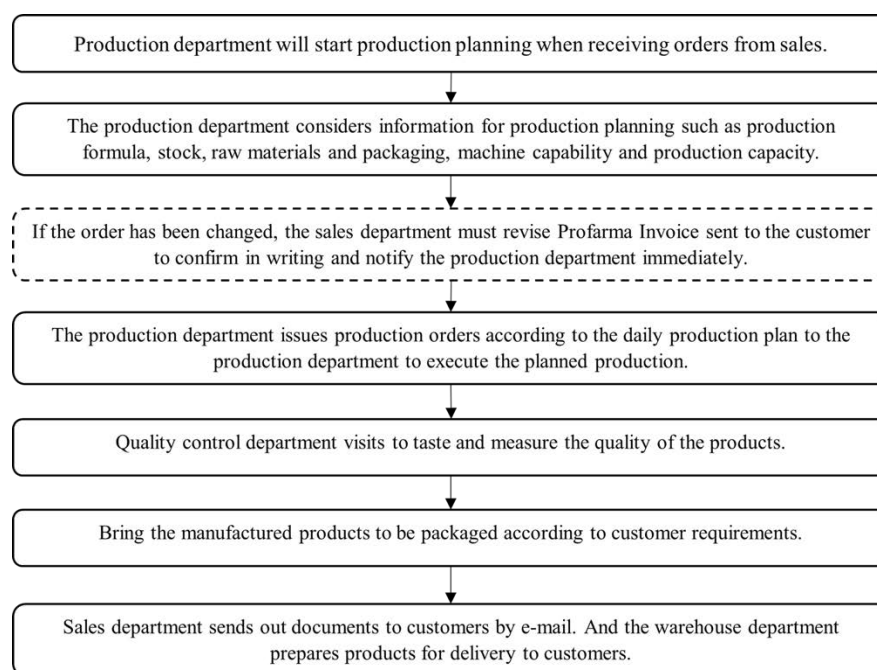 Production department will start production planning when receiving orders from sales.
The production department considers information for production planning such as production
formula, stock, raw materials and packaging, machine capability and production capacity.
If the order has been changed, the sales department must revise Profarma Invoice sent to the customer
to confirm in writing and notify the production department immediately.
The production department issues production orders according to the daily production plan to the
production department to execute the planned production.
Quality control department visits to taste and measure the quality of the products.
Bring the manufactured products to be packaged according to customer requirements.
Sales department sends out documents to customers by e-mail. And the warehouse department
prepares products for delivery to customers.